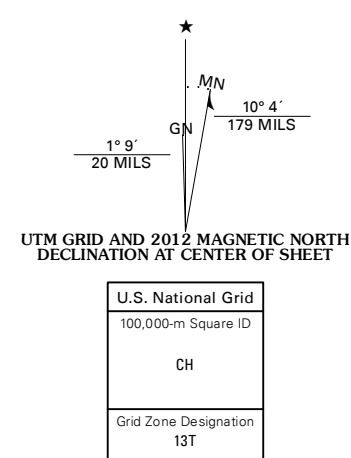 ★
MN
GN
10° 4´
179 MILS
1° 9´
20 MILS
UTM GRID AND 2012 MAGNETIC NORTH
DECLINATION AT CENTER OF SHEET
U.S. National Grid
100,000-m Square ID
CH
Grid Zone Designation
13T